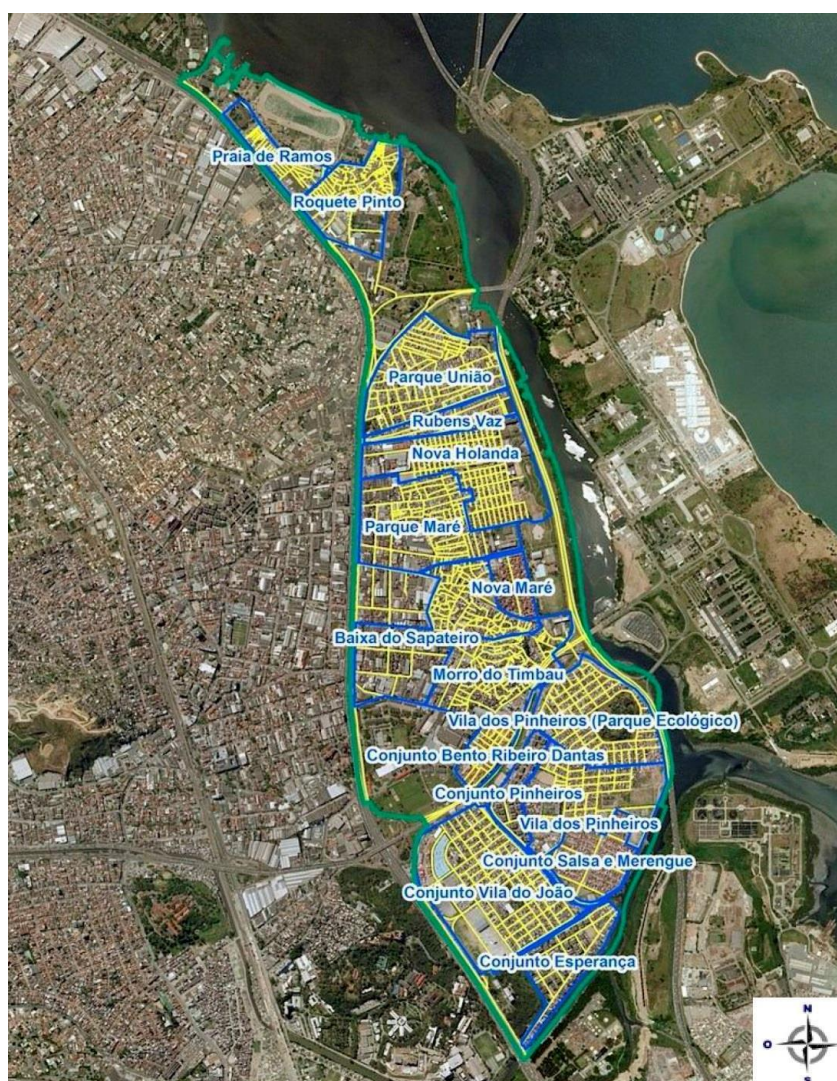 Praia de Ramos
Roquete Pinto
Parque União
Rubens Vaz
Nova Holanda
Parque Maré
Nova Maré
Baixa do Sapateiro
Morro do Timbau
Vila dos Pinheiros (Parque Ecológico)
Conjunto Bento Ribeiro Dantas
Conjunto Pinheiros
Vila dos Pinheiros
Conjunto Salsa e Merengue
Conjunto Vila do João
Conjunto Esperança
N
O
L
S